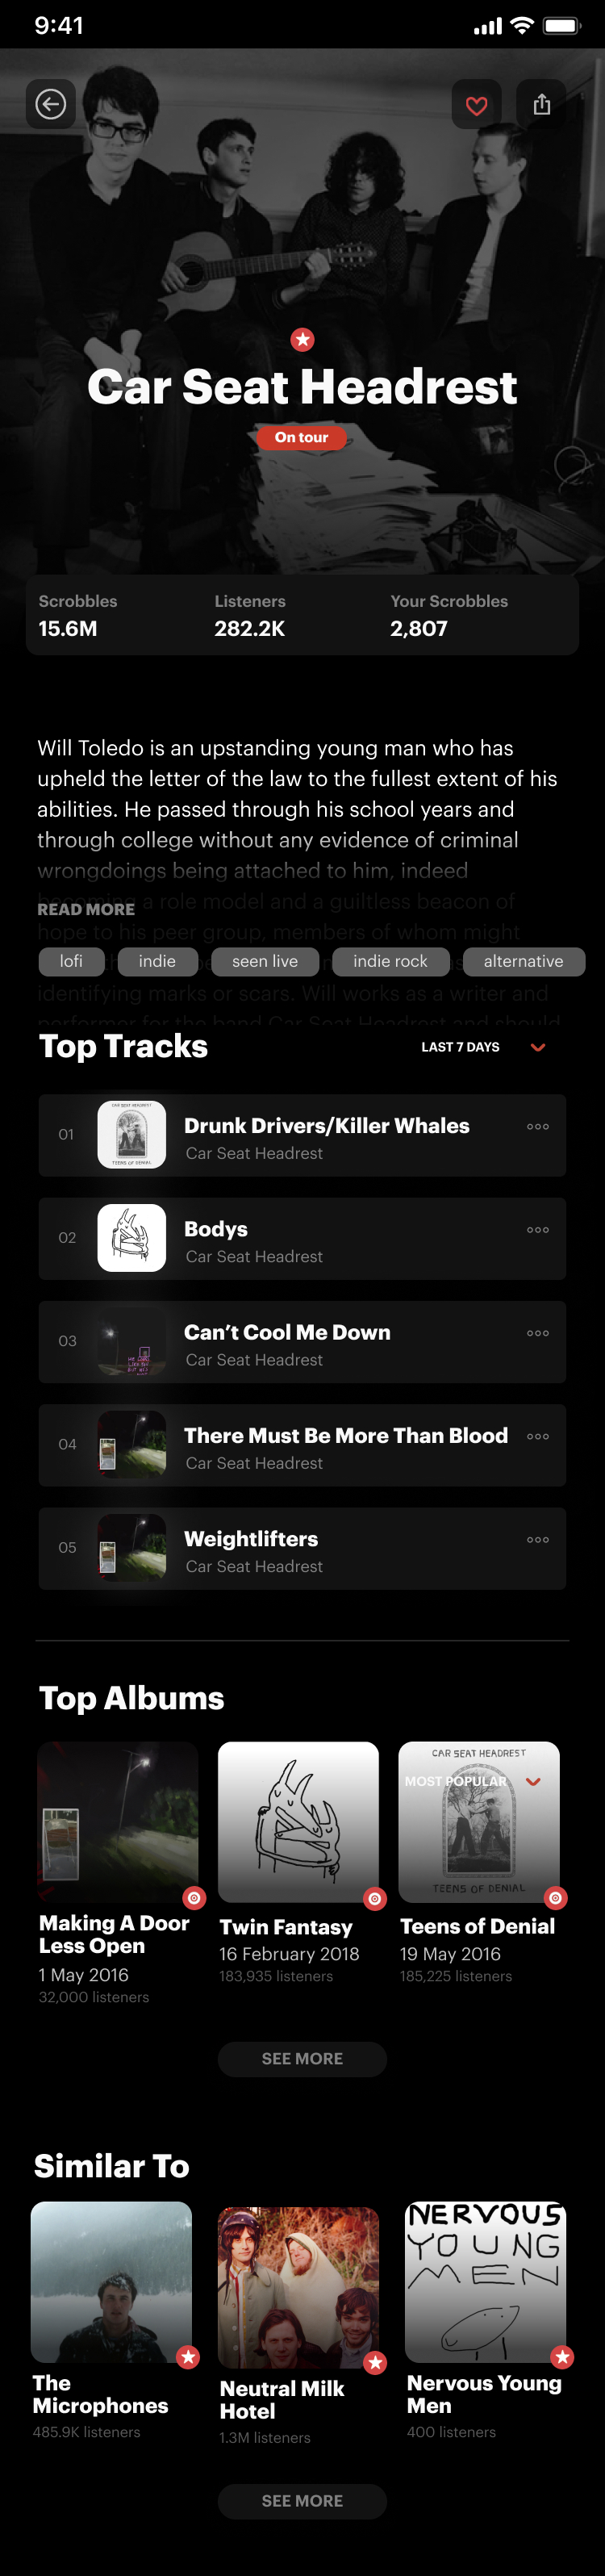 9:41
Car Seat Headrest
On tour
Scrobbles
15.6M
Listeners
282.2K
Your Scrobbles
2,807
Will Toledo is an upstanding young man who has
upheld the letter of the law to the fullest extent of his
abilities. He passed through his school years and
through college without any evidence of criminal
wrongdoings being attached to him, indeed
becoming a role model and a guiltless beacon of
READ MORE
hope to his peer group, members of whom might
lofi
indie
seen live
indie rock
alternative
identifying marks or scars. Will works as a writer and
performer for the band Car Seat Headrest and should
Top Tracks
LAST 7 DAYS
01
CAR SEAT HEADREST
TEENS OF DENIAL
Drunk Drivers/Killer Whales
Car Seat Headrest
02
Bodys
Car Seat Headrest
03
Can’t Cool Me Down
Car Seat Headrest
04
There Must Be More Than Blood
Car Seat Headrest
05
Weightlifters
Car Seat Headrest
Top Albums
MOST POPULAR
CAR SEAT HEADREST
TEENS OF DENIAL
Making A Door
Less Open
1 May 2016
32,000 listeners
Twin Fantasy
16 February 2018
183,935 listeners
Teens of Denial
19 May 2016
185,225 listeners
SEE MORE
Similar To
NERVOUS
YOUNG
MEN
The
Microphones
485.9K listeners
Neutral Milk
Hotel
1.3M listeners
Nervous Young
Men
400 listeners
SEE MORE